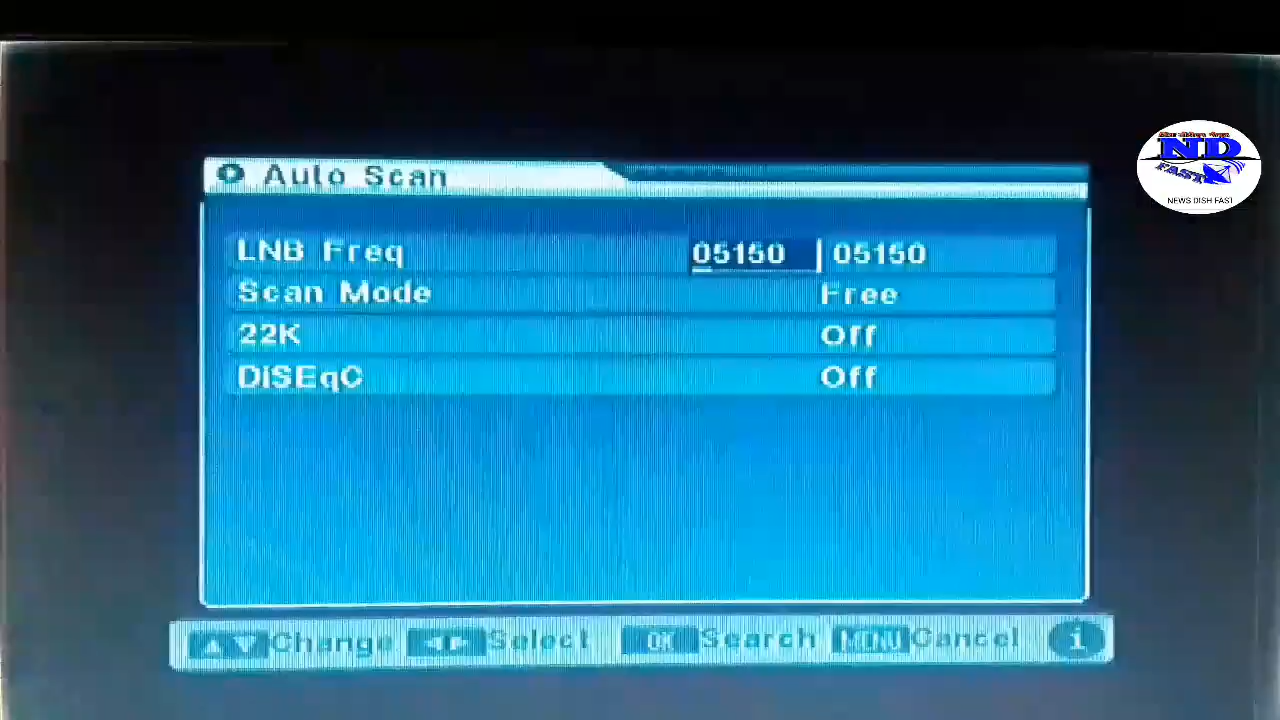 Auto Scan
LNB Freq 05150 05150
Scan Mode Free
22K Off
DiSEqC Off
Change Select OK Search MENU Cancel i
ND
FAST
NEWS DISH FAST